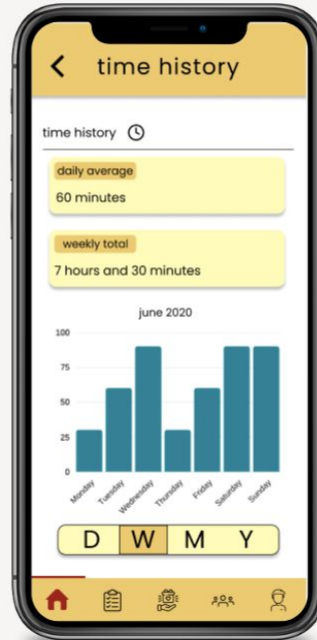 time history
time history
daily average
60 minutes
weekly total
7 hours and 30 minutes
june 2020
100
75
50
25
0
Monday Tuesday Wednesday Thursday Friday Saturday Sunday
D W M Y